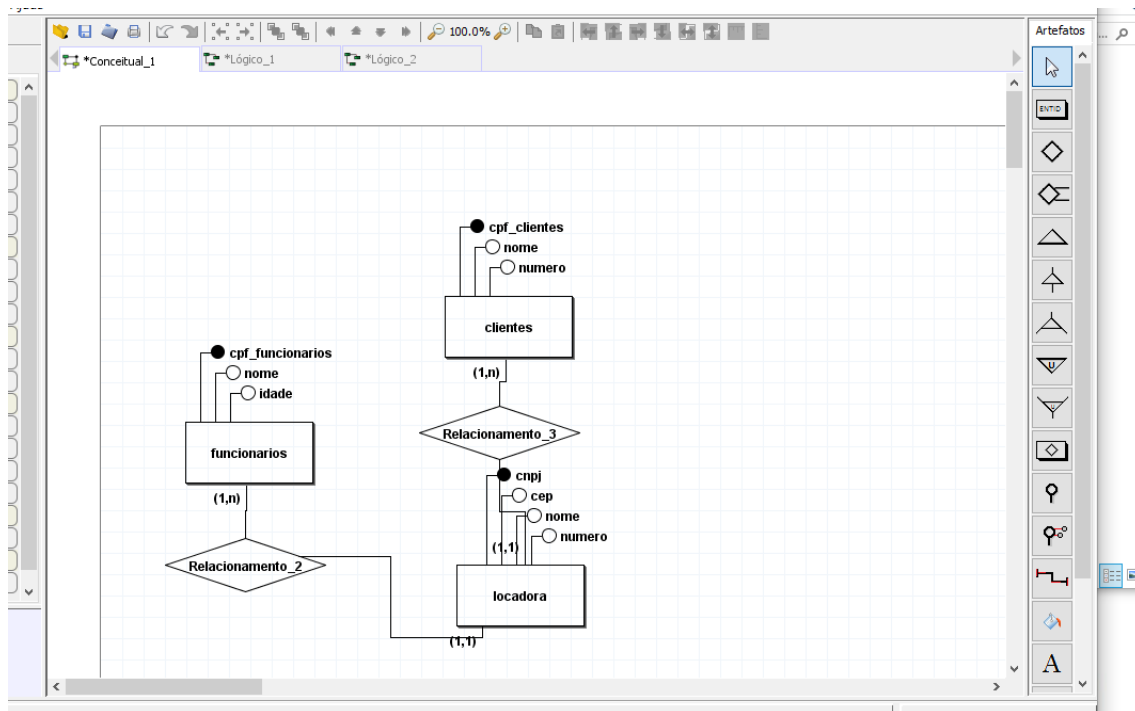 100.0%
Artefatos
...
*Conceitual_1
*Lógico_1
*Lógico_2
ENTID
cpf_clientes
nome
numero
clientes
(1,n)
cpf_funcionarios
nome
idade
funcionarios
(1,n)
Relacionamento_3
cnpj
cep
nome
numero
(1,1)
Relacionamento_2
locadora
(1,1)
U
U
A